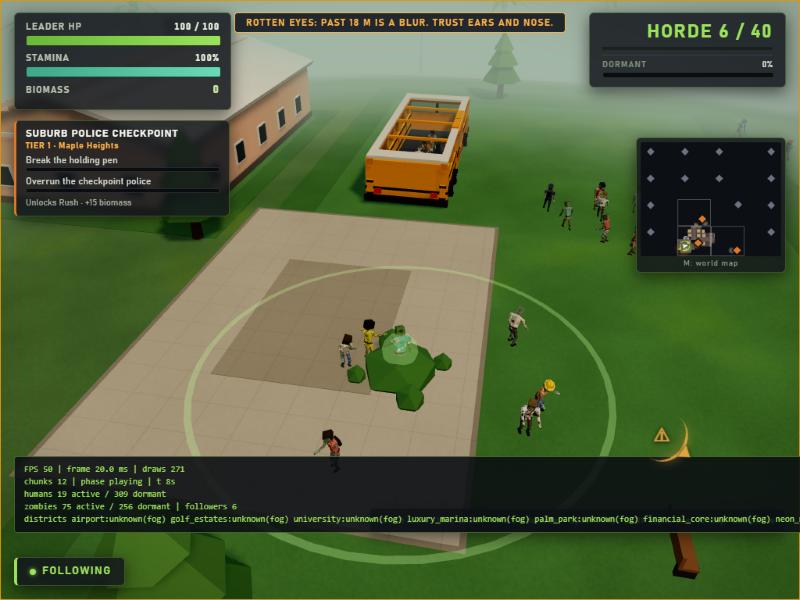 LEADER HP 100 / 100
STAMINA 100%
BIOMASS 0
ROTTEN EYES: PAST 18 M IS A BLUR. TRUST EARS AND NOSE.
HORDE 6 / 40
DORMANT 0%
SUBURB POLICE CHECKPOINT
TIER 1 · Maple Heights
Break the holding pen
Overrun the checkpoint police
Unlocks Rush · +15 biomass
M: world map
FPS 50 | frame 20.0 ms | draws 271
chunks 12 | phase playing | t 8s
humans 19 active / 309 dormant
zombies 75 active / 256 dormant | followers 6
districts airport:unknown(fog) golf_estates:unknown(fog) university:unknown(fog) luxury_marina:unknown(fog) palm_park:unknown(fog) financial_core:unknown(fog) neon_
FOLLOWING